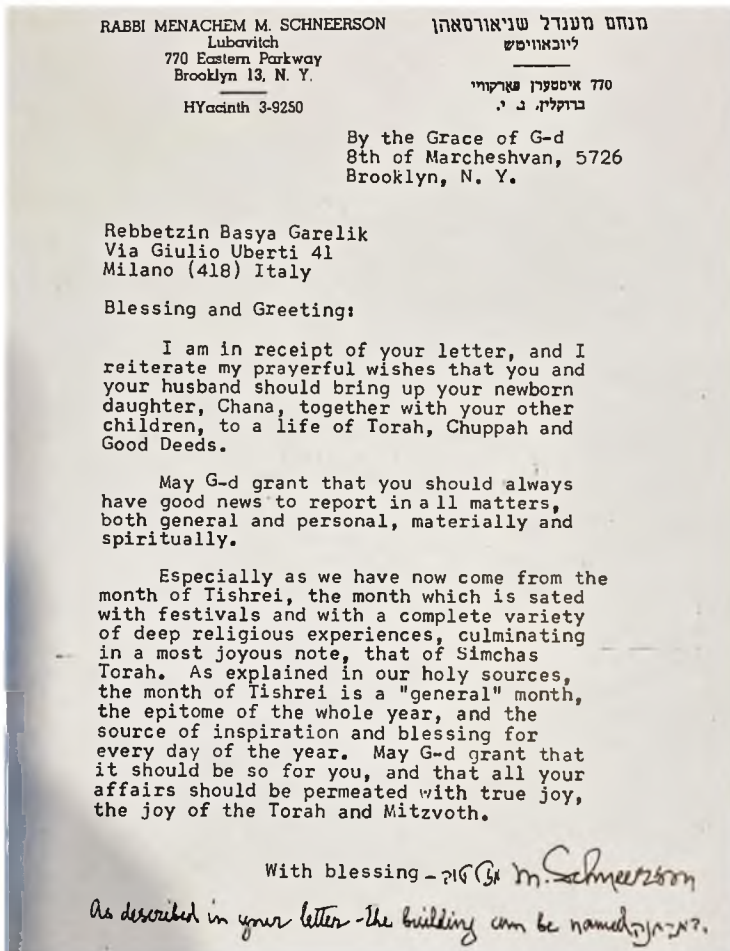 RABBI MENACHEM M. SCHNEERSON
Lubavitch
770 Eastern Parkway
Brooklyn 13, N. Y.
HYacinth 3-9250
מנחם מענדל שניאורסאהן
ליובאוויטש
770 איסטערן פארקוויי
ברוקלין, נ. י.
By the Grace of G-d
8th of Marcheshvan, 5726
Brooklyn, N. Y.
Rebbetzin Basya Garelik
Via Giulio Uberti 41
Milano (418) Italy
Blessing and Greeting:
I am in receipt of your letter, and I
reiterate my prayerful wishes that you and
your husband should bring up your newborn
daughter, Chana, together with your other
children, to a life of Torah, Chuppah and
Good Deeds.
May G-d grant that you should always
have good news to report in all matters,
both general and personal, materially and
spiritually.
Especially as we have now come from the
month of Tishrei, the month which is sated
with festivals and with a complete variety
of deep religious experiences, culminating
in a most joyous note, that of Simchas
Torah. As explained in our holy sources,
the month of Tishrei is a "general" month,
the epitome of the whole year, and the
source of inspiration and blessing for
every day of the year. May G-d grant that
it should be so for you, and that all your
affairs should be permeated with true joy,
the joy of the Torah and Mitzvoth.
With blessing - M. Schneerson
As described in your letter - the building can be named